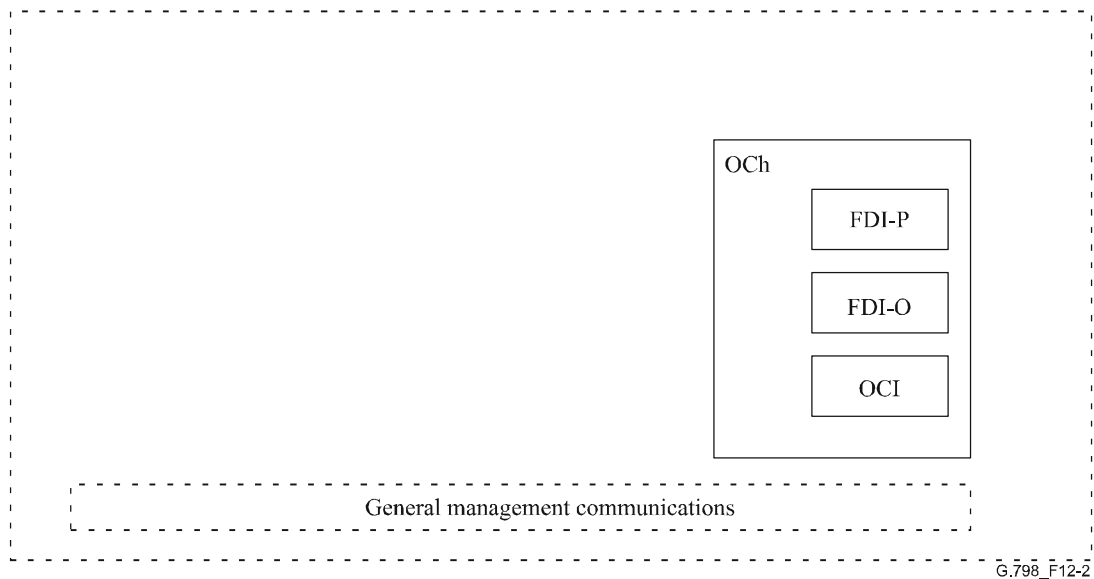 OCh
FDI-P
FDI-O
OCI
General management communications
G.798_F12-2